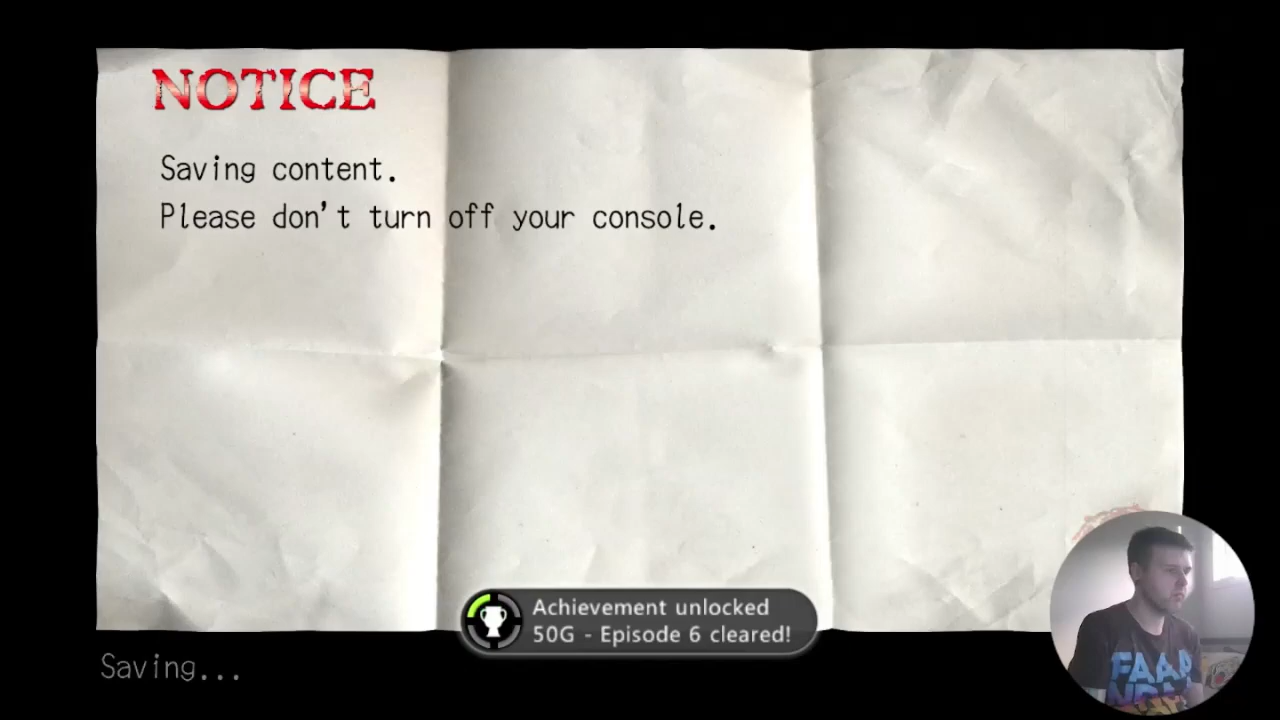 NOTICE
Saving content.
Please don't turn off your console.
Achievement unlocked
50G - Episode 6 cleared!
Saving...